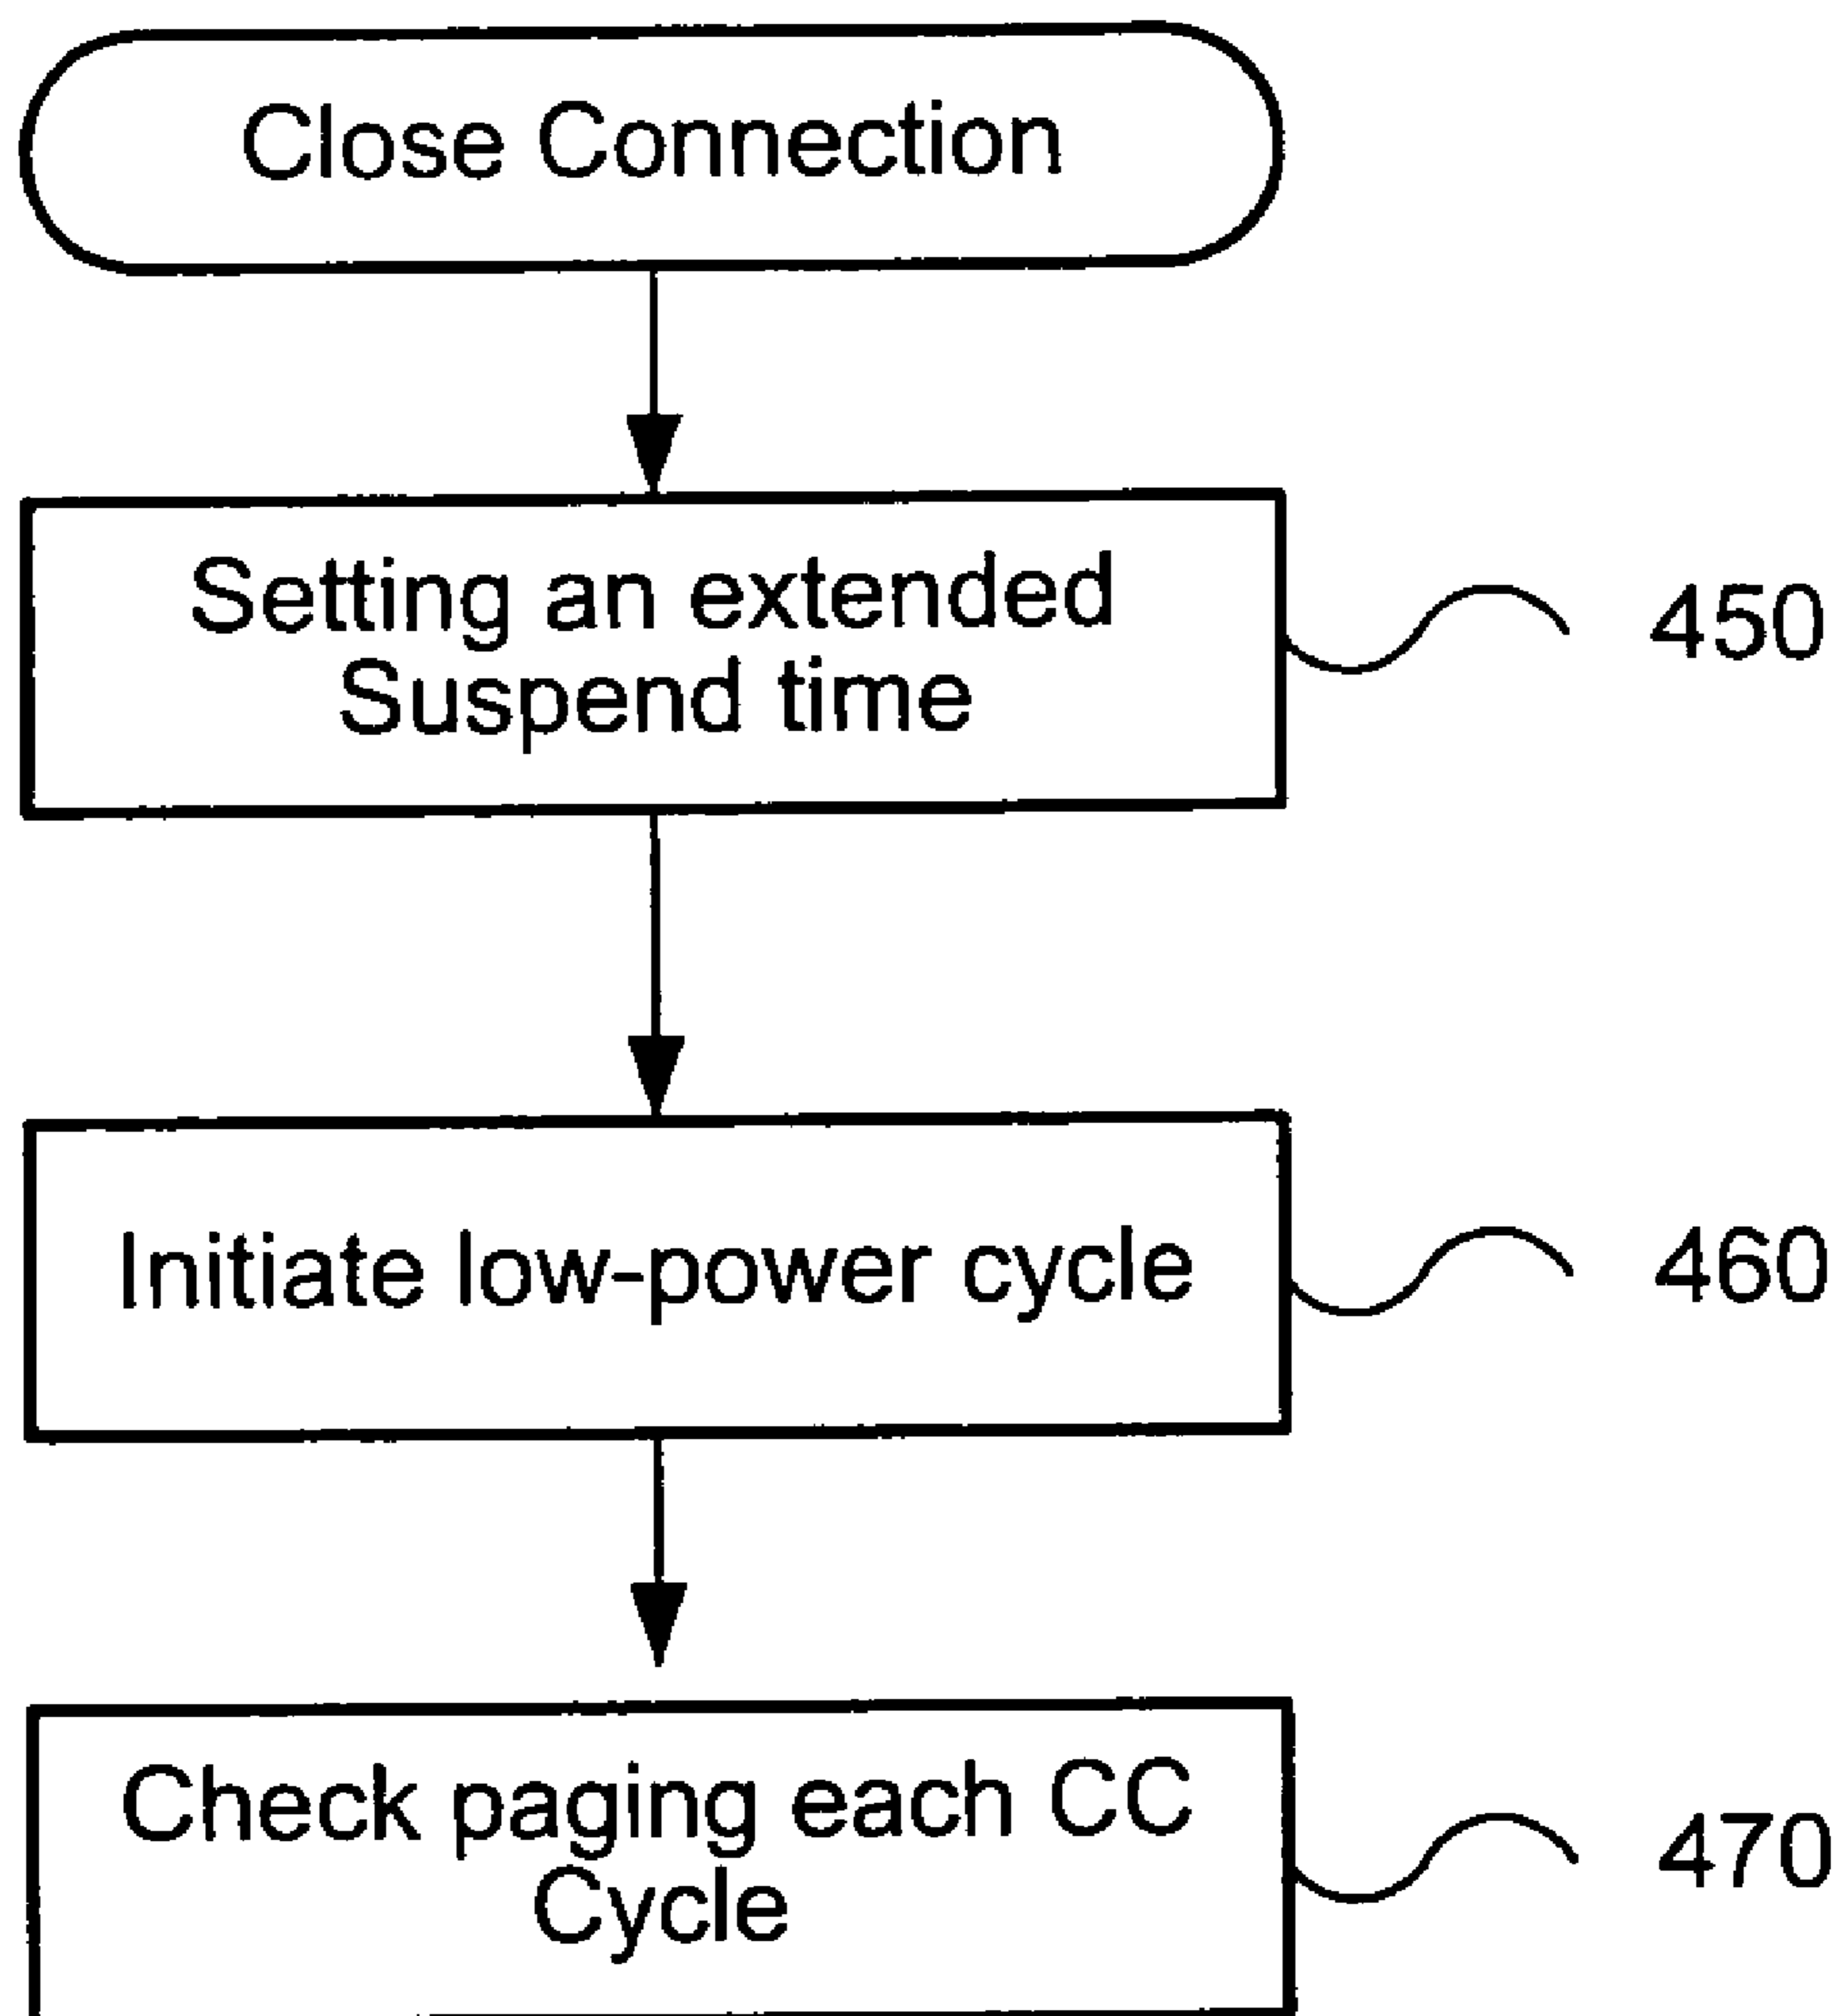 Close Connection
Setting an extended
Suspend time
450
Initiate low-power cycle
460
Check paging each CC
Cycle
470